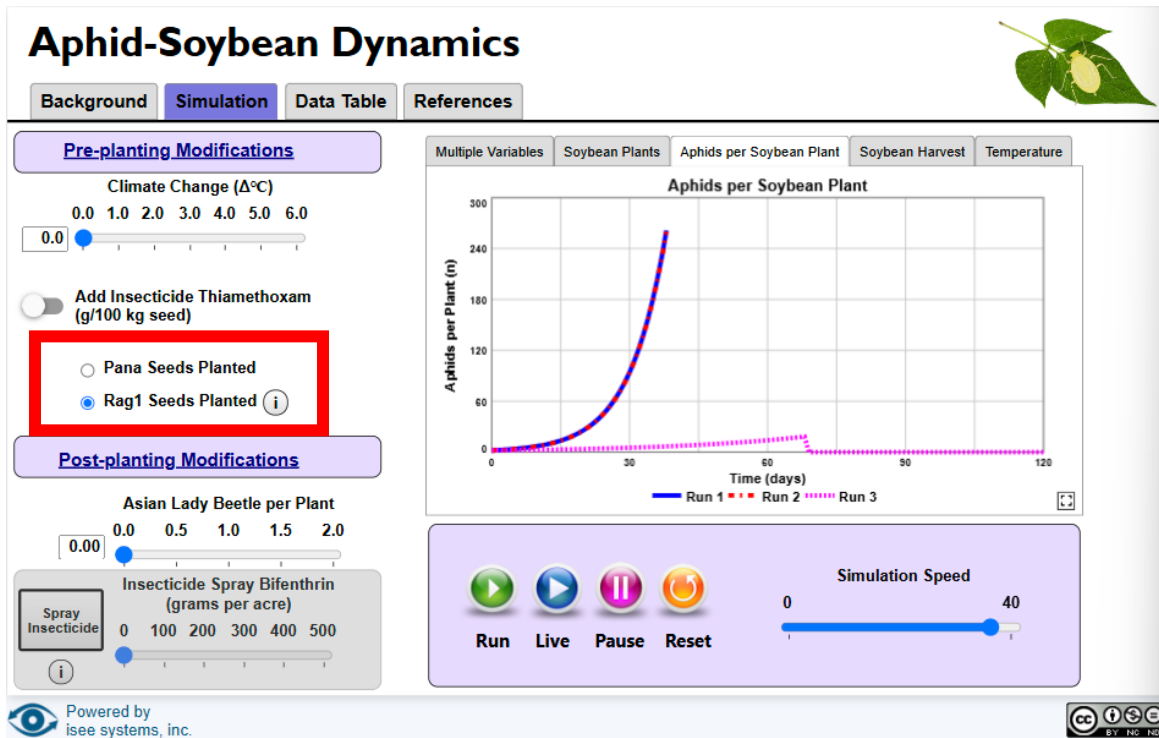 Aphid-Soybean Dynamics
Background Simulation Data Table References
Pre-planting Modifications
Climate Change (Δ°C)
0.0 1.0 2.0 3.0 4.0 5.0 6.0
0.0
Add Insecticide Thiamethoxam
(g/100 kg seed)
Pana Seeds Planted
Rag1 Seeds Planted i
Post-planting Modifications
Asian Lady Beetle per Plant
0.0 0.5 1.0 1.5 2.0
0.00
Insecticide Spray Bifenthrin
(grams per acre)
Spray
Insecticide
0 100 200 300 400 500
i
Multiple Variables Soybean Plants Aphids per Soybean Plant Soybean Harvest Temperature
Aphids per Soybean Plant
Aphids per Plant (n)
300
240
180
120
60
0
0 30 60 90 120
Time (days)
Run 1 Run 2 Run 3
Run Live Pause Reset
Simulation Speed
0 40
Powered by
isee systems, inc.
cc
BY NC ND